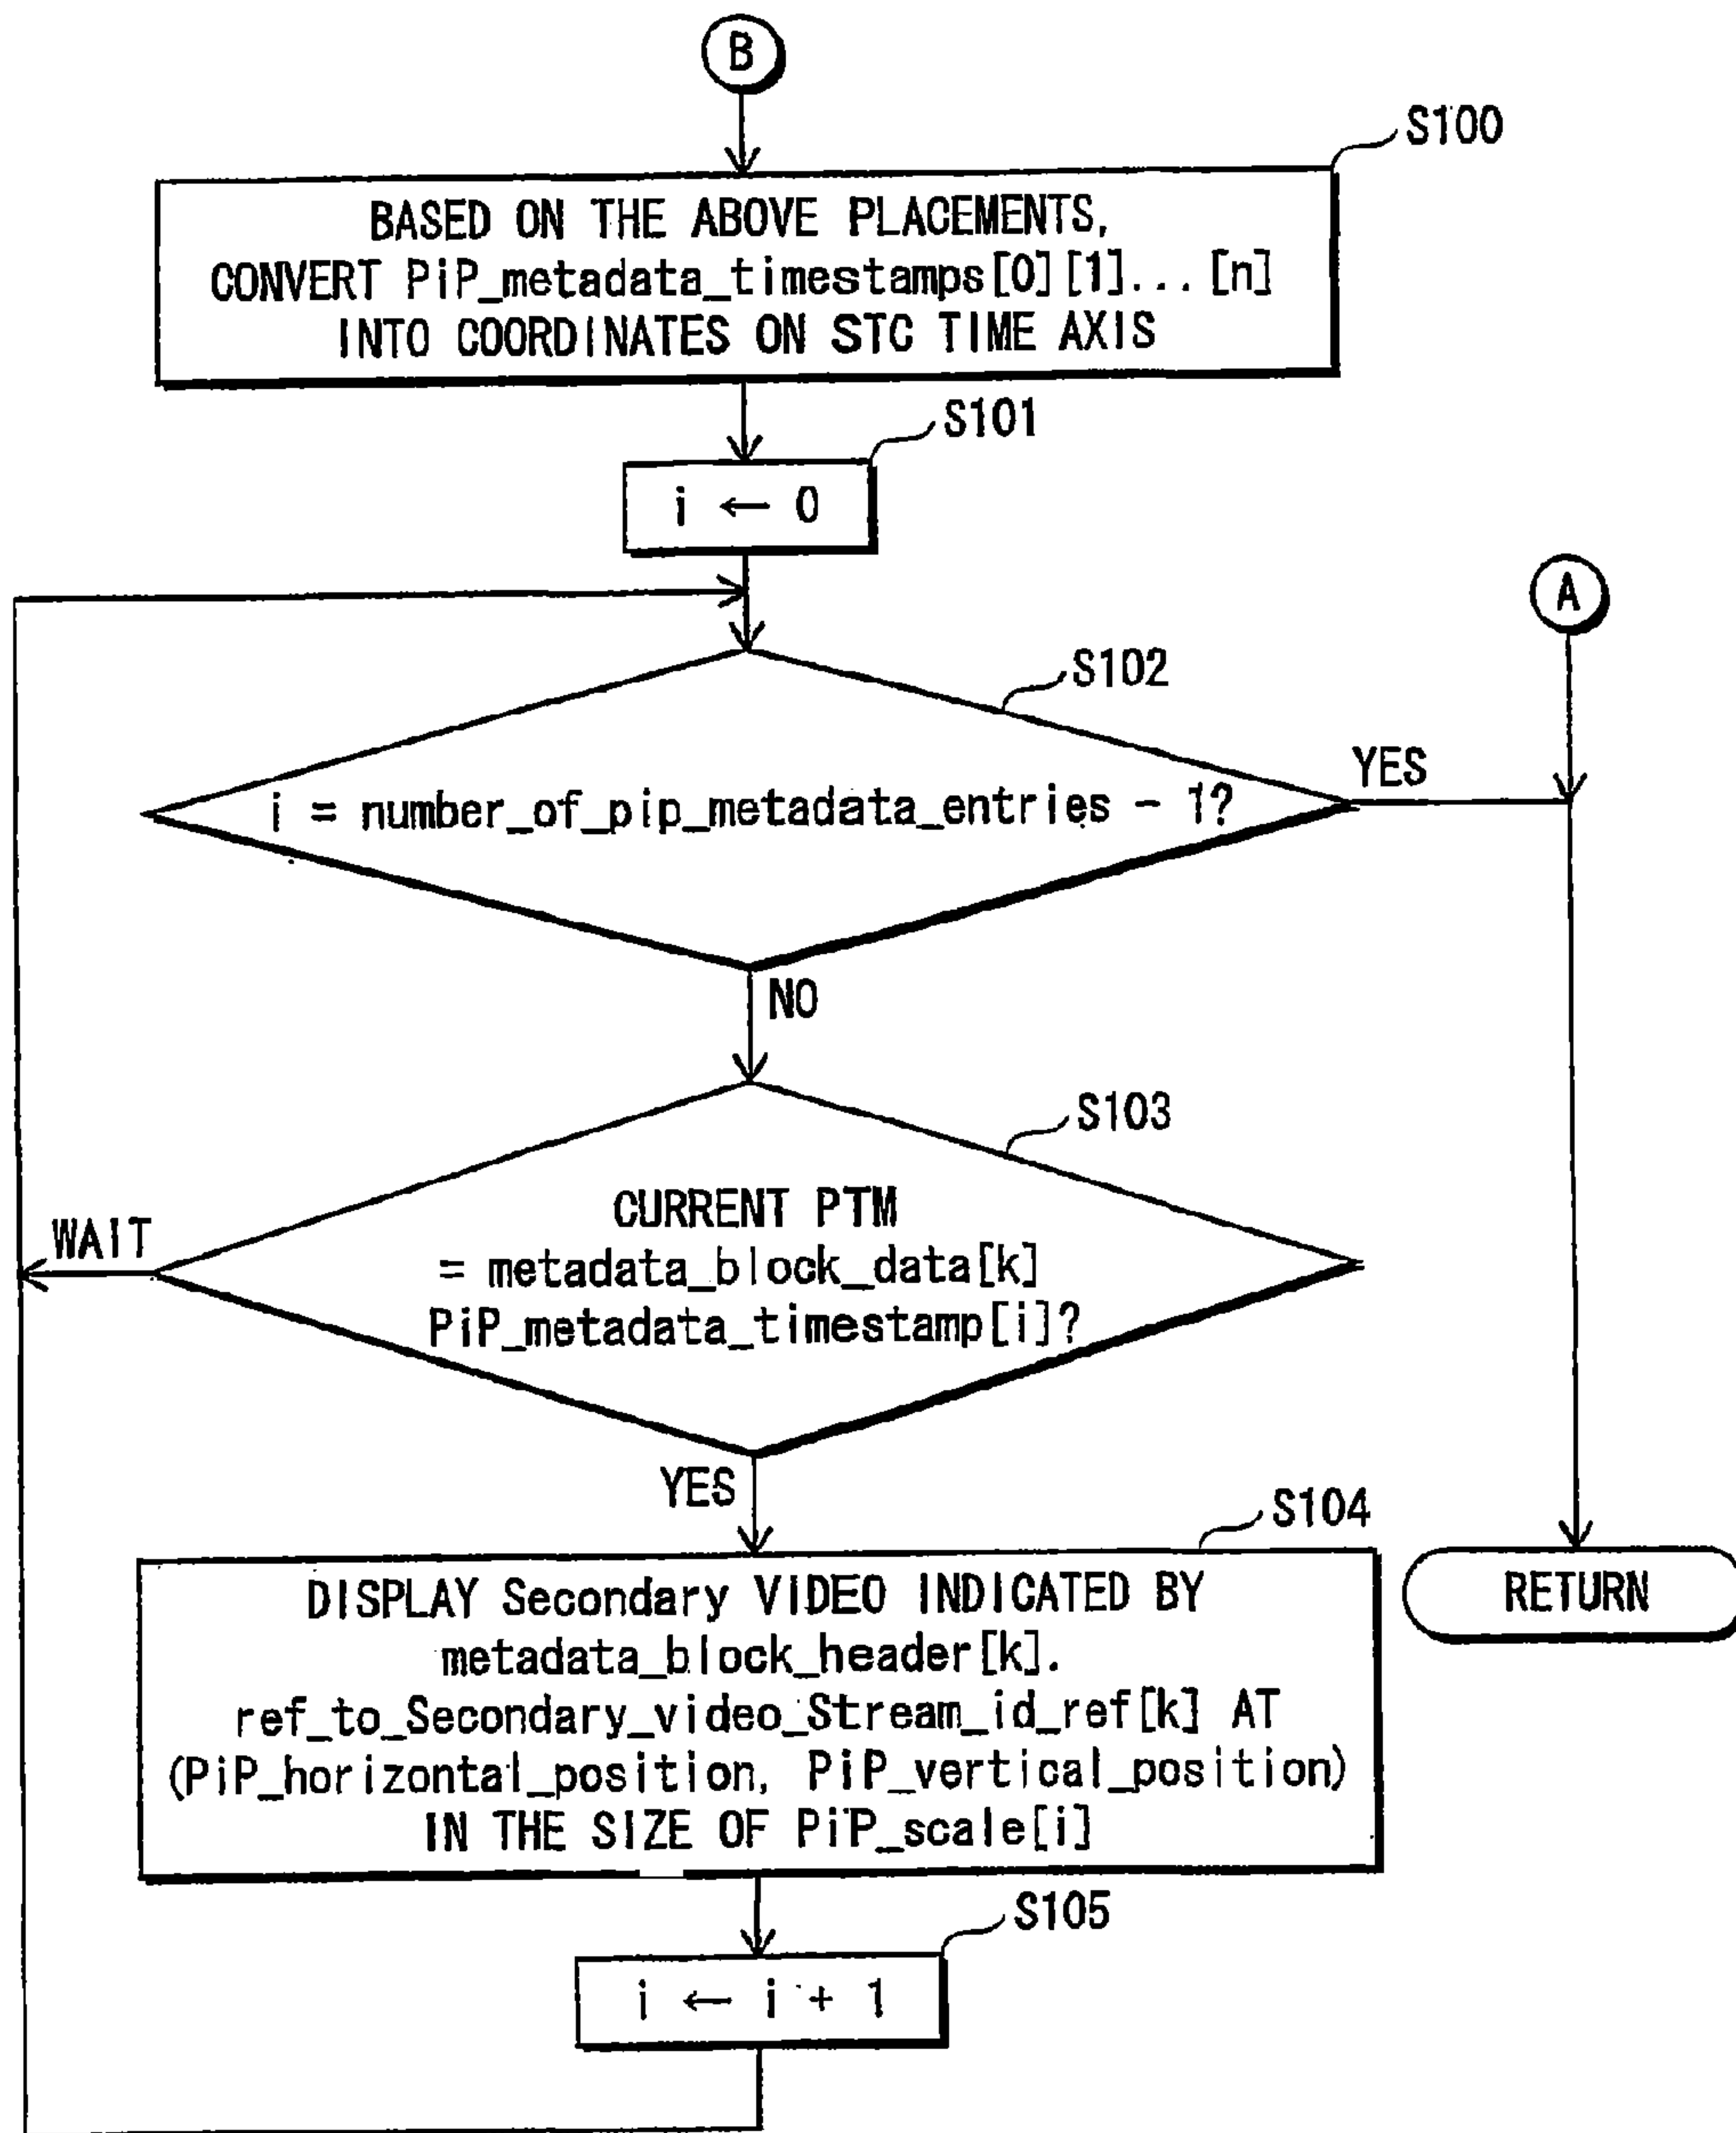 B
S100
BASED ON THE ABOVE PLACEMENTS,
CONVERT PiP_metadata_timestamps[0][1]...[n]
INTO COORDINATES ON STC TIME AXIS
S101
i ← 0
A
S102
YES
i = number_of_pip_metadata_entries - 1?
NO
S103
CURRENT PTM
= metadata_block_data[k]
PiP_metadata_timestamp[i]?
WAIT
YES
S104
DISPLAY Secondary VIDEO INDICATED BY
metadata_block_header[k].
ref_to_Secondary_video_Stream_id_ref[k] AT
(PiP_horizontal_position, PiP_vertical_position)
IN THE SIZE OF PiP_scale[i]
RETURN
S105
i ← i + 1